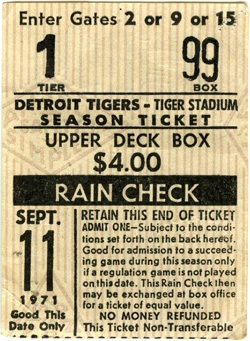 Enter Gates 2 or 9 or 15
1 99
TIER BOX
DETROIT TIGERS - TIGER STADIUM
SEASON TICKET
UPPER DECK BOX
$4.00
RAIN CHECK
SEPT.
11
1971
Good This
Date Only
RETAIN THIS END OF TICKET
ADMIT ONE—Subject to the condi-
tions set forth on the back hereof.
Good for admission to a succeed-
ing game during this season only
if a regulation game is not played
on this date. This Rain Check then
may be exchanged at box office
for a ticket of equal value.
NO MONEY REFUNDED
This Ticket Non-Transferable